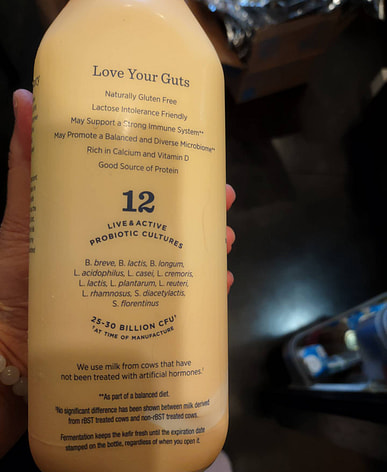 Love Your Guts
Naturally Gluten Free
Lactose Intolerance Friendly
May Support a Strong Immune System**
May Promote a Balanced and Diverse Microbiome**
Rich in Calcium and Vitamin D
Good Source of Protein
12
LIVE & ACTIVE
PROBIOTIC CULTURES
B. breve, B. lactis, B. longum,
L. acidophilus, L. casei, L. cremoris,
L. lactis, L. plantarum, L. reuteri,
L. rhamnosus, S. diacetylactis,
S. florentinus
25-30 BILLION CFU†
†AT TIME OF MANUFACTURE
We use milk from cows that have
not been treated with artificial hormones.
**As part of a balanced diet.
No significant difference has been shown between milk derived
from rBST treated cows and non-rBST treated cows.
Fermentation keeps the kefir fresh until the expiration date
stamped on the bottle, regardless of when you open it.